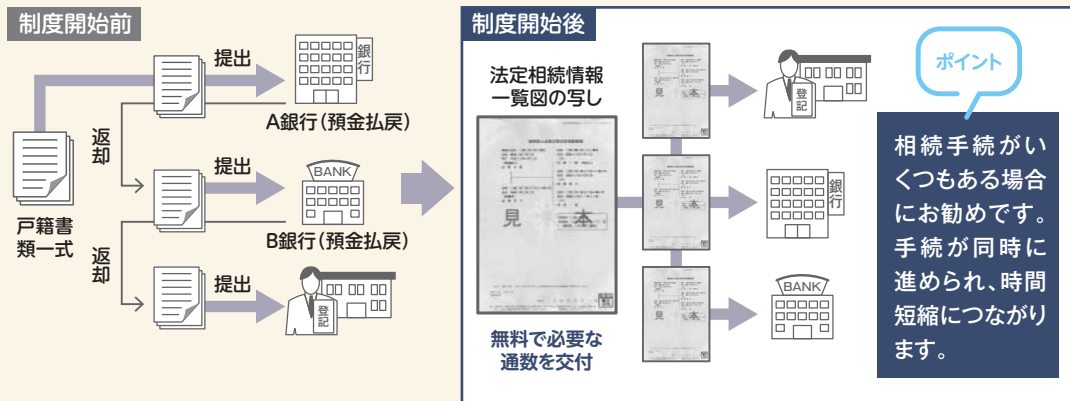 制度開始前
戸籍書
類一式
提出
銀行
A銀行(預金払戻)
返却
提出
BANK
B銀行(預金払戻)
返却
提出
登記
制度開始後
法定相続情報
一覧図の写し
見本
無料で必要な
通数を交付
見本
登記
見本
銀行
見本
BANK
ポイント
相続手続がい
くつもある場合
にお勧めです。
手続が同時に
進められ、時間
短縮につながり
ます。